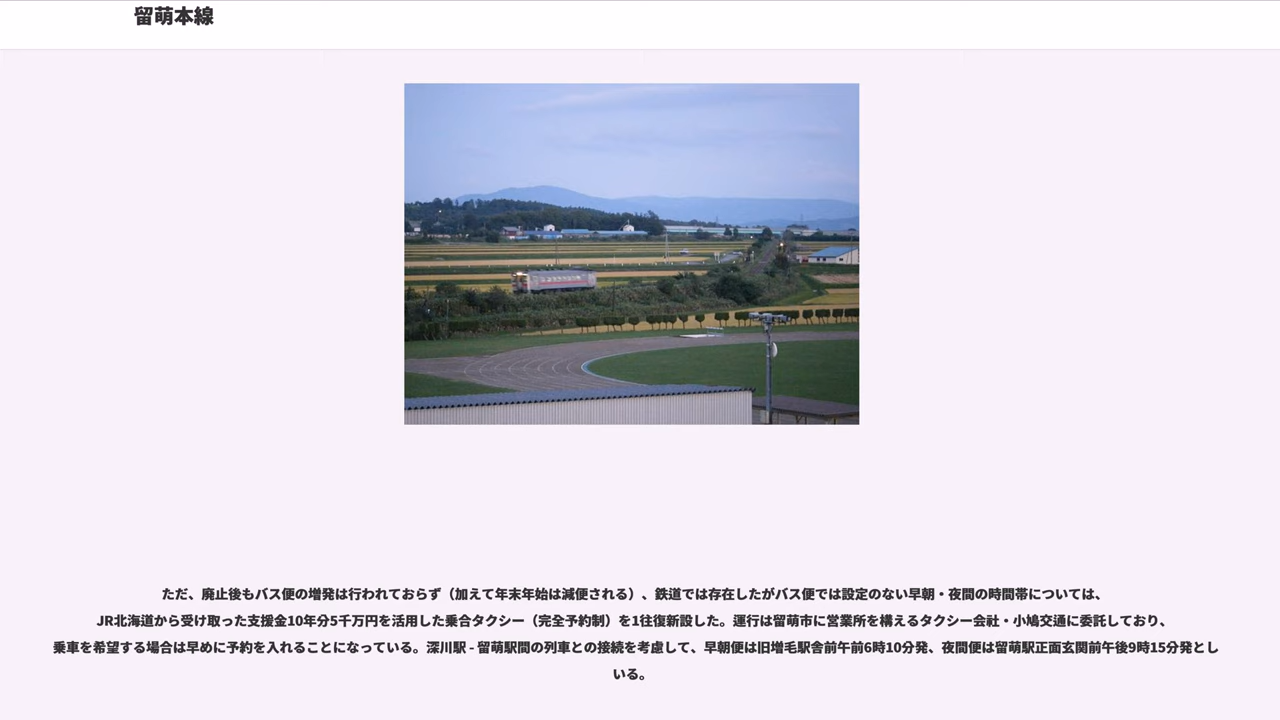 留萌本線
ただ、廃止後もバス便の増発は行われておらず（加えて年末年始は減便される）、鉄道では存在したがバス便では設定のない早朝・夜間の時間帯については、
JR北海道から受け取った支援金10年分5千万円を活用した乗合タクシー（完全予約制）を1往復新設した。運行は留萌市に営業所を構えるタクシー会社・小鳩交通に委託しており、
乗車を希望する場合は早めに予約を入れることになっている。深川駅 - 留萌駅間の列車との接続を考慮して、早朝便は旧増毛駅舎前午前6時10分発、夜間便は留萌駅正面玄関前午後9時15分発とし
いる。